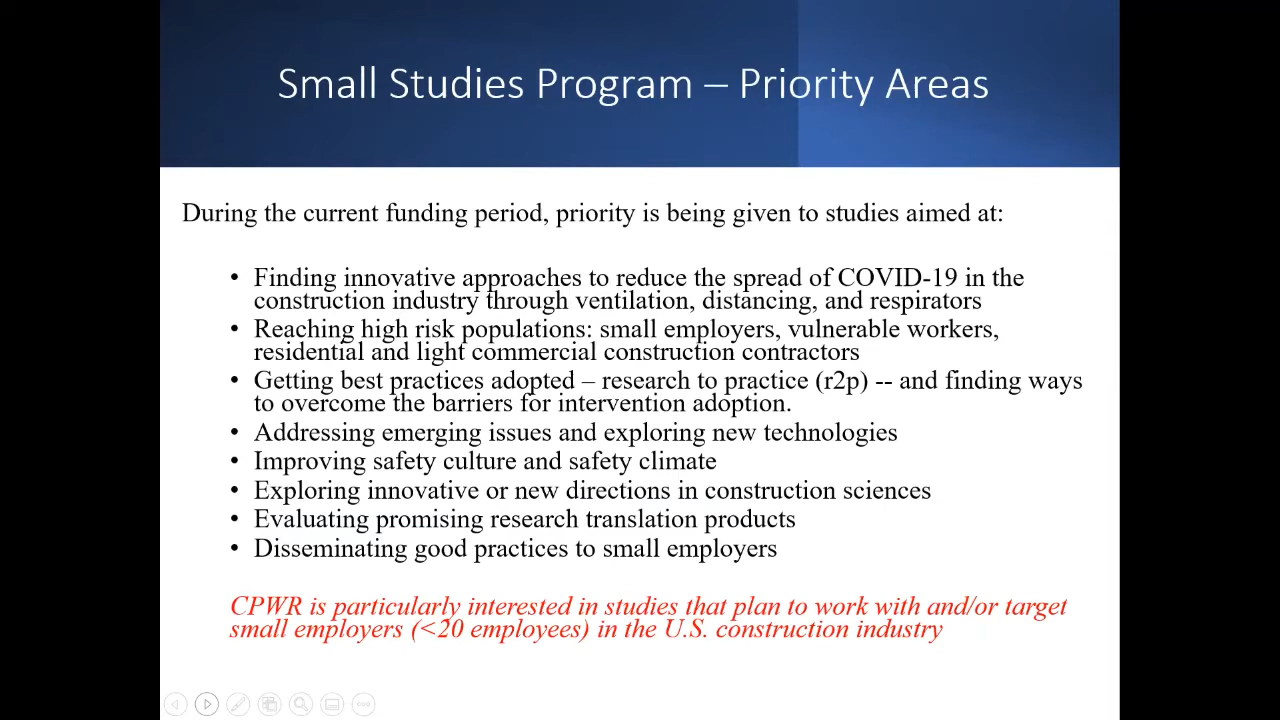 Small Studies Program – Priority Areas
During the current funding period, priority is being given to studies aimed at:
• Finding innovative approaches to reduce the spread of COVID-19 in the
construction industry through ventilation, distancing, and respirators
• Reaching high risk populations: small employers, vulnerable workers,
residential and light commercial construction contractors
• Getting best practices adopted – research to practice (r2p) -- and finding ways
to overcome the barriers for intervention adoption.
• Addressing emerging issues and exploring new technologies
• Improving safety culture and safety climate
• Exploring innovative or new directions in construction sciences
• Evaluating promising research translation products
• Disseminating good practices to small employers
CPWR is particularly interested in studies that plan to work with and/or target
small employers (<20 employees) in the U.S. construction industry